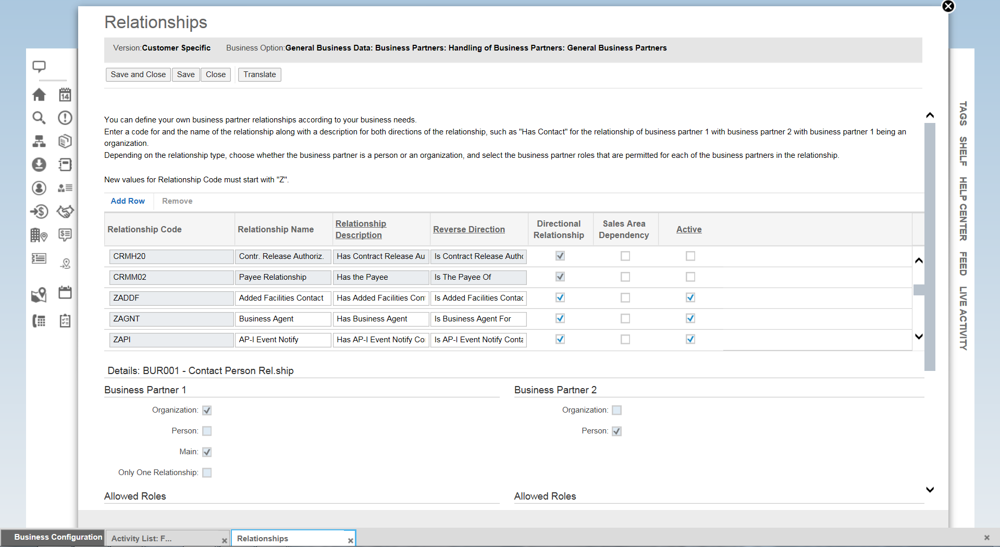 Relationships
Version:Customer Specific Business Option:General Business Data: Business Partners: Handling of Business Partners: General Business Partners
Save and Close Save Close Translate
You can define your own business partner relationships according to your business needs.
Enter a code for and the name of the relationship along with a description for both directions of the relationship, such as "Has Contact" for the relationship of business partner 1 with business partner 2 with business partner 1 being an
organization.
Depending on the relationship type, choose whether the business partner is a person or an organization, and select the business partner roles that are permitted for each of the business partners in the relationship.
New values for Relationship Code must start with "Z".
Add Row Remove
Relationship Code Relationship Name Relationship Description Reverse Direction Directional Relationship Sales Area Dependency Active
CRMH20 Contr. Release Authoriz. Has Contract Release Au Is Contract Release Autho
CRMM02 Payee Relationship Has the Payee Is The Payee Of
ZADDF Added Facilities Contact Has Added Facilities Con Is Added Facilities Contac
ZAGNT Business Agent Has Business Agent Is Business Agent For
ZAPI AP-I Event Notify Has AP-I Event Notify Co Is AP-I Event Notify Conta
Details: BUR001 - Contact Person Rel.ship
Business Partner 1 Business Partner 2
Organization: Organization:
Person: Person:
Main:
Only One Relationship:
Allowed Roles Allowed Roles
14
TAGS
SHELF
HELP CENTER
FEED
LIVE ACTIVITY
Business Configuration Activity List: F... Relationships